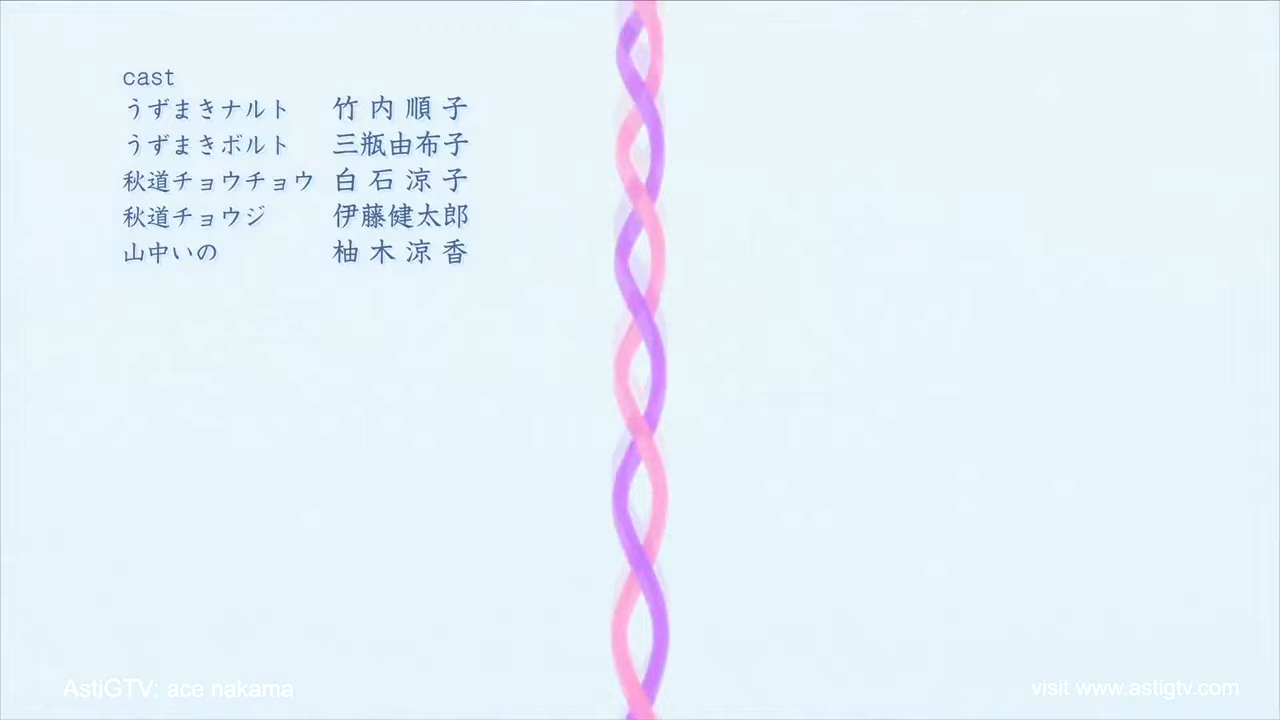 cast
うずまきナルト 竹内順子
うずまきボルト 三瓶由布子
秋道チョウチョウ 白石涼子
秋道チョウジ 伊藤健太郎
山中いの 柚木涼香
AstiGTV; ace nakama
visit www.astigtv.com